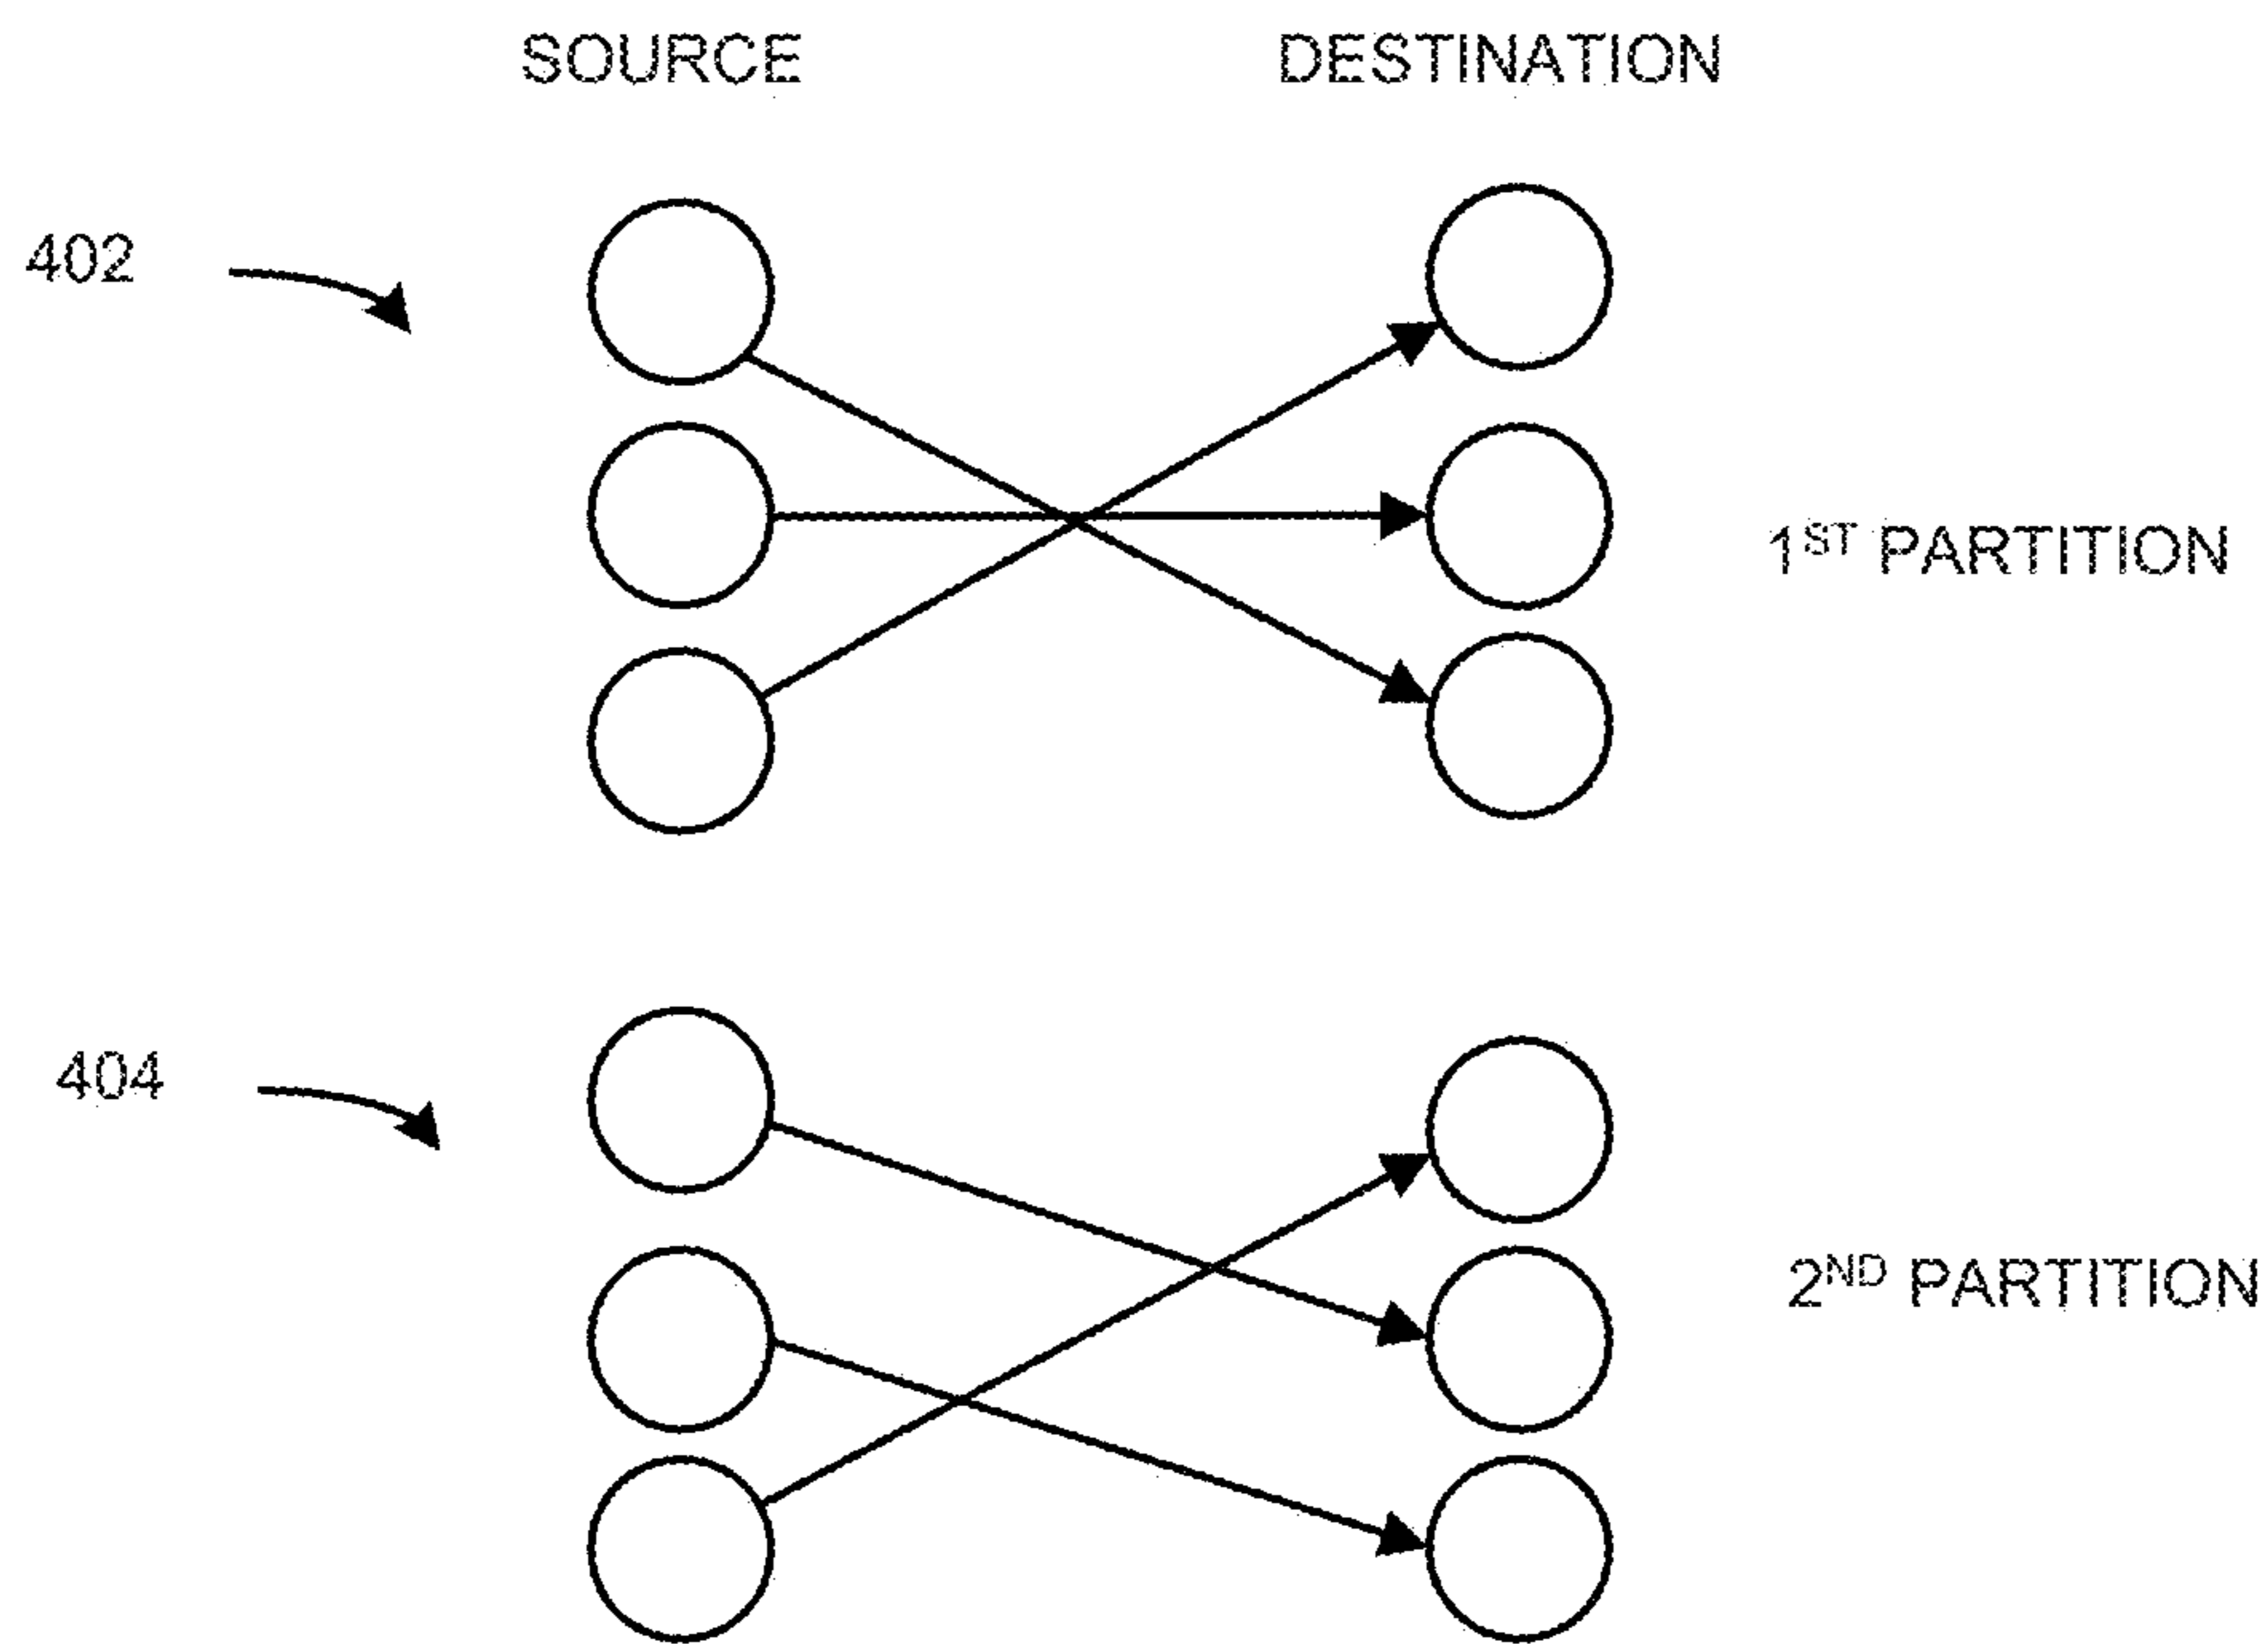 SOURCE
DESTINATION
402
1ST PARTITION
404
2ND PARTITION